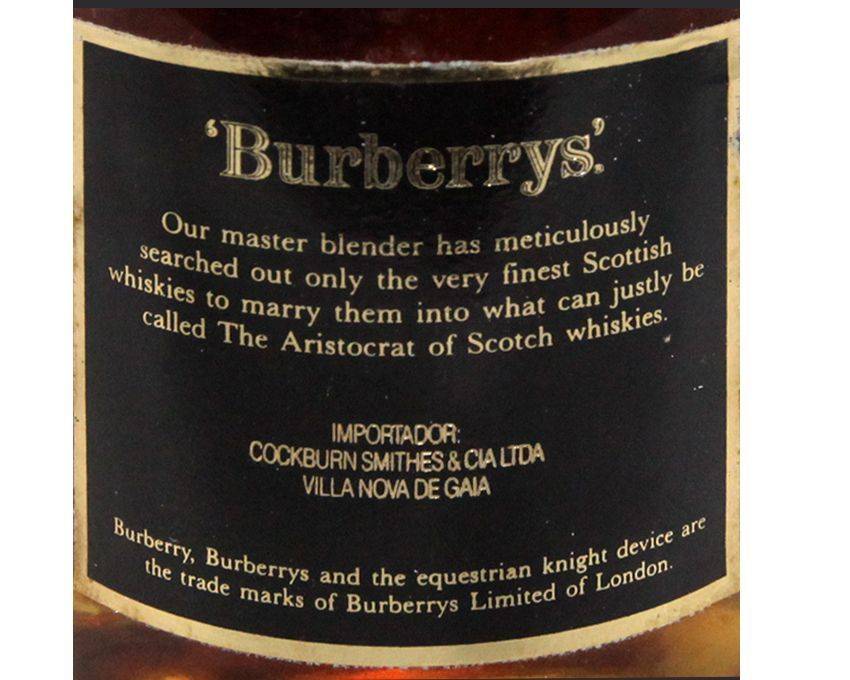 ‘Burberrys’.
Our master blender has meticulously
searched out only the very finest Scottish
whiskies to marry them into what can justly be
called The Aristocrat of Scotch whiskies.
IMPORTADOR:
COCKBURN SMITHES & CIA LTDA
VILLA NOVA DE GAIA
Burberry, Burberrys and the equestrian knight device are
the trade marks of Burberrys Limited of London.